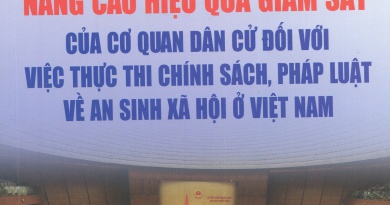 NÂNG CAO HIỆU QUẢ GIÁM SÁT
CỦA CƠ QUAN DÂN CỬ ĐỐI VỚI
VIỆC THỰC THI CHÍNH SÁCH, PHÁP LUẬT
VỀ AN SINH XÃ HỘI Ở VIỆT NAM